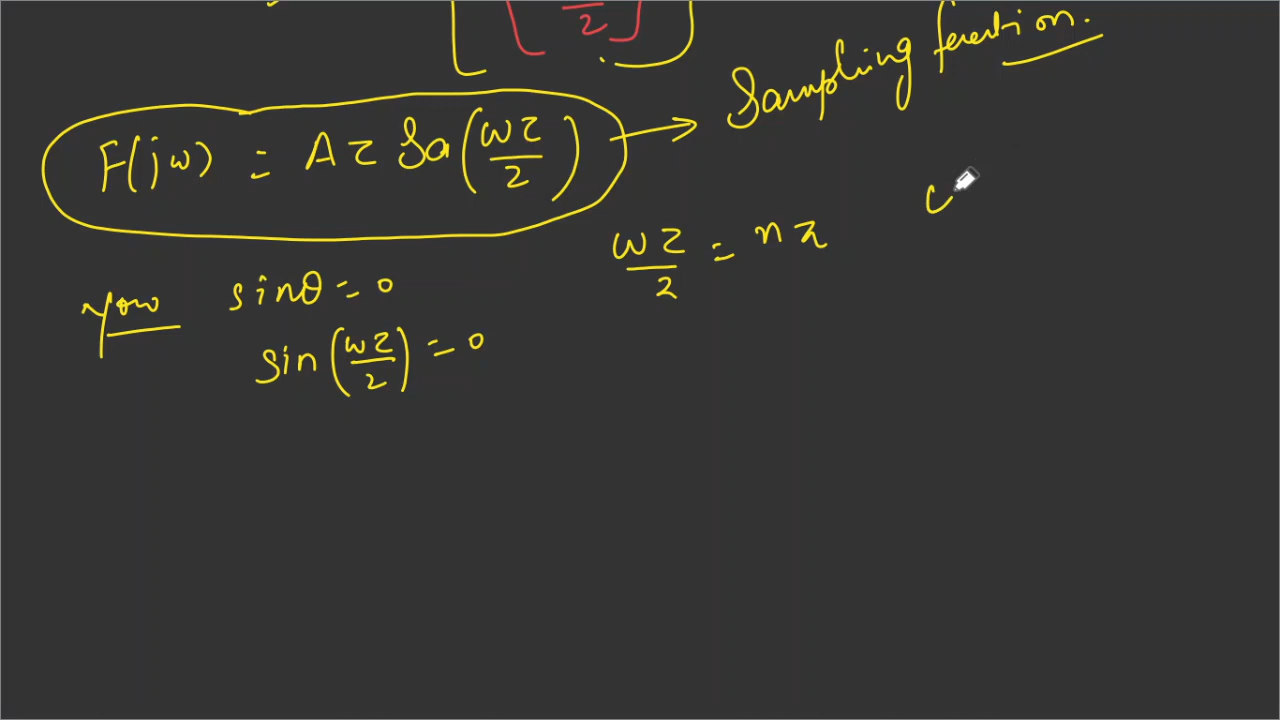 2
Sampling function.
F(jω) = Aτ Sa(ωτ/2) →
ωτ/2 = nπ
Now sinθ = 0
sin(ωτ/2) = 0